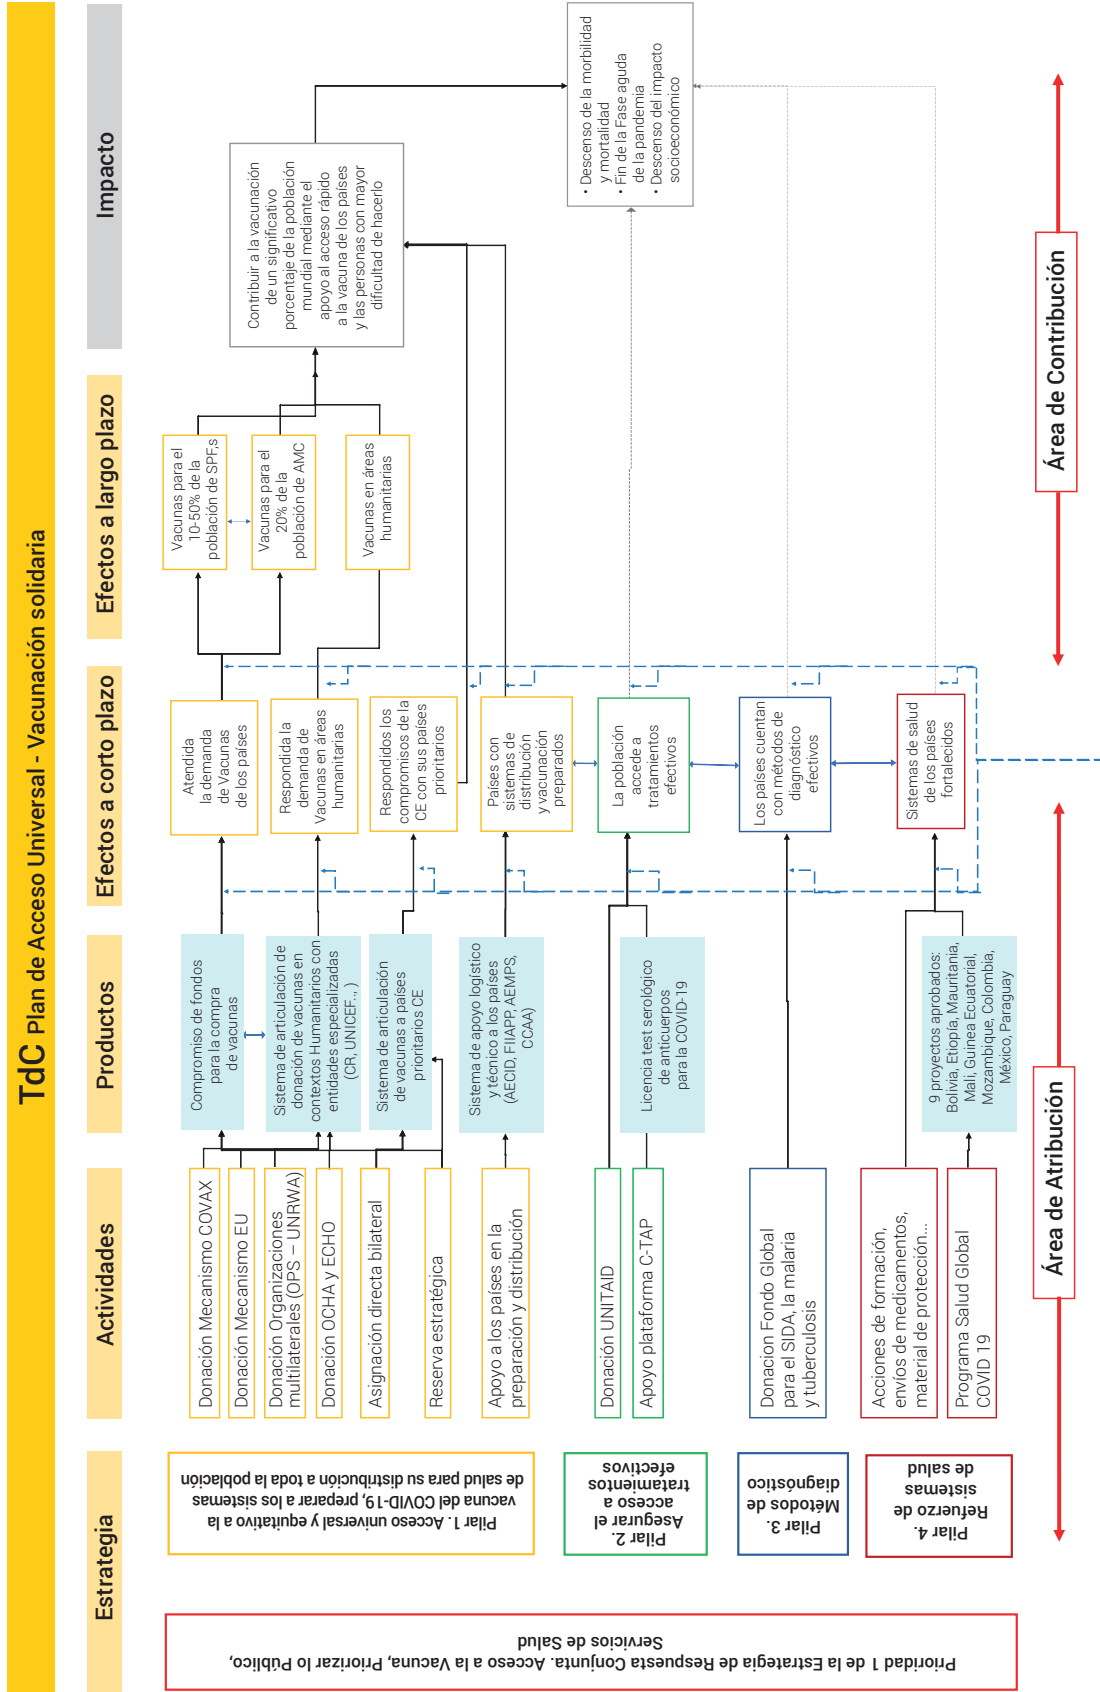 TdC Plan de Acceso Universal - Vacunación solidaria
Estrategia
Actividades
Productos
Efectos a corto plazo
Efectos a largo plazo
Impacto
Prioridad 1 de la Estrategia de Respuesta Conjunta. Acceso a la Vacuna, Priorizar lo Público,
Servicios de Salud
Pilar 1. Acceso universal y equitativo a la
vacuna del COVID-19, preparar a los sistemas
de salud para su distribución a toda la población
Pilar 2.
Asegurar el
acceso a
tratamientos
efectivos
Pilar 3.
Métodos de
diagnóstico
Pilar 4.
Refuerzo de
sistemas
de salud
Donación Mecanismo COVAX
Donación Mecanismo EU
Donación Organizaciones
multilaterales (OPS – UNRWA)
Donación OCHA y ECHO
Asignación directa bilateral
Reserva estratégica
Apoyo a los países en la
preparación y distribución
Donación UNITAID
Apoyo plataforma C-TAP
Donacion Fondo Global
para el SIDA, la malaria
y tuberculosis
Acciones de formación,
envíos de medicamentos,
material de protección...
Programa Salud Global
COVID 19
Compromiso de fondos
para la compra
de vacunas
Sistema de articulación de
donación de vacunas en
contextos Humanitarios con
entidades especializadas
(CR, UNICEF.., )
Sistema de articulación
de vacunas a países
prioritarios CE
Sistema de apoyo logístico
y técnico a los países
(AECID, FIIAPP, AEMPS,
CCAA)
Licencia test serológico
de anticuerpos
para la COVID-19
9 proyectos aprobados:
Bolivia, Etiopía, Mauritania,
Mali, Guinea Ecuatorial,
Mozambique, Colombia,
México, Paraguay
Atendida
la demanda
de Vacunas
de los países
Respondida la
demanda de
Vacunas en áreas
humanitarias
Respondidos los
compromisos de la
CE con sus países
prioritarios
Países con
sistemas de
distribución
y vacunación
preparados
La población
accede a
tratamientos
efectivos
Los países cuentan
con métodos de
diagnóstico
efectivos
Sistemas de salud
de los países
fortalecidos
Vacunas para el
10-50% de la
población de SPF,s
Vacunas para el
20% de la
población de AMC
Vacunas en áreas
humanitarias
Contribuir a la vacunación
de un significativo
porcentaje de la población
mundial mediante el
apoyo al acceso rápido
a la vacuna de los países
y las personas con mayor
dificultad de hacerlo
• Descenso de la morbilidad
y mortalidad
• Fin de la Fase aguda
de la pandemia
• Descenso del impacto
socioeconómico
Área de Atribución
Área de Contribución